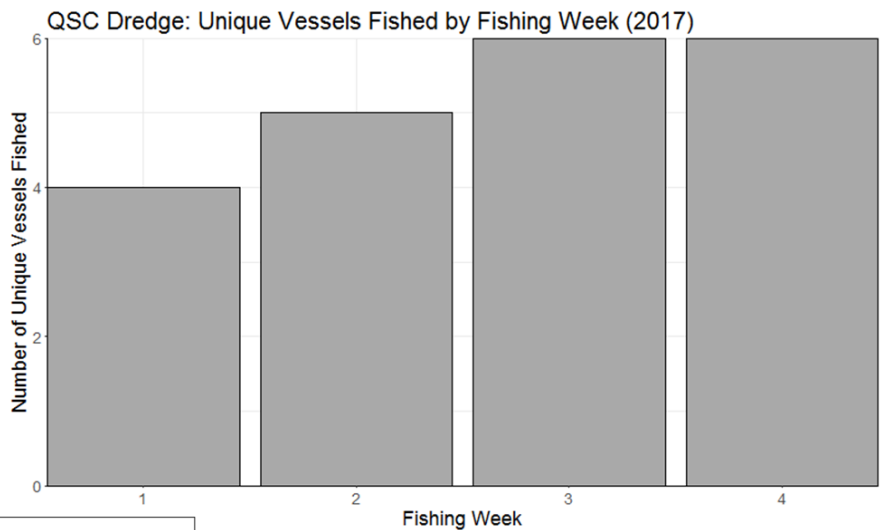 QSC Dredge: Unique Vessels Fished by Fishing Week (2017)
Number of Unique Vessels Fished
6
4
2
0
1 2 3 4
Fishing Week